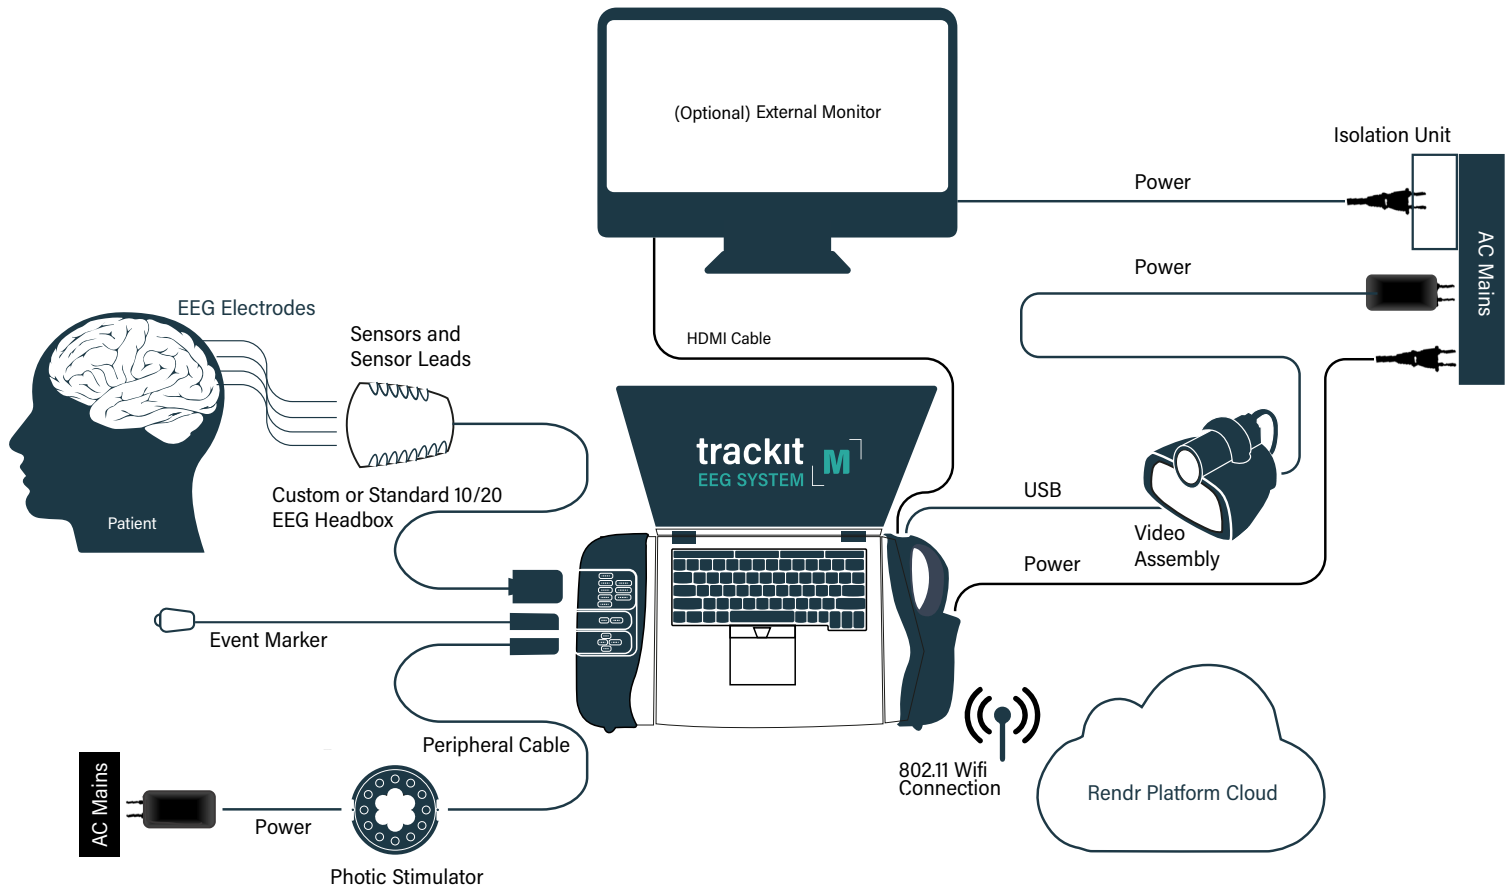 (Optional) External Monitor
Isolation Unit
Power
AC Mains
Power
EEG Electrodes
Sensors and
Sensor Leads
HDMI Cable
trackit
EEG SYSTEM
M
Custom or Standard 10/20
EEG Headbox
Patient
USB
Video
Assembly
Power
Event Marker
Peripheral Cable
802.11 Wifi
Connection
Rendr Platform Cloud
AC Mains
Power
Photic Stimulator